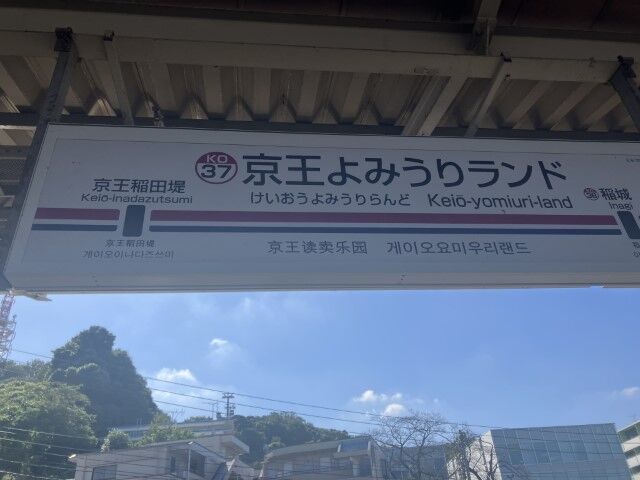 KO
37
京王よみうりランド
けいおうよみうりらんど Keiō-yomiuri-land
京王读卖乐园 게이오요미우리랜드
京王稲田堤
Keiō-inadazutsumi
京王稻田堤
게이오이나다즈쓰미
稲城
Inagi